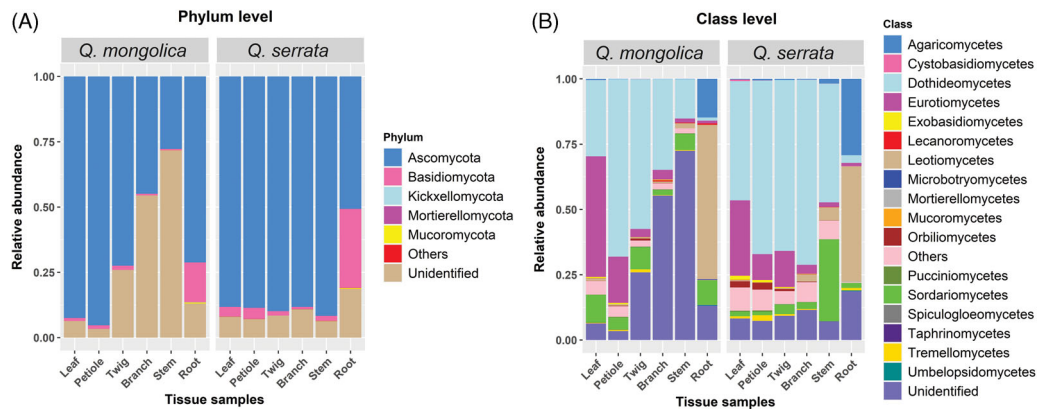 (A)
Phylum level
Q. mongolica
Q. serrata
1.00
0.75
0.50
0.25
0.00
Relative abundance
Leaf
Petiole
Twig
Branch
Stem
Root
Leaf
Petiole
Twig
Branch
Stem
Root
Tissue samples
Phylum
Ascomycota
Basidiomycota
Kickxellomycota
Mortierellomycota
Mucoromycota
Others
Unidentified
(B)
Class level
Q. mongolica
Q. serrata
1.00
0.75
0.50
0.25
0.00
Relative abundance
Leaf
Petiole
Twig
Branch
Stem
Root
Leaf
Petiole
Twig
Branch
Stem
Root
Tissue samples
Class
Agaricomycetes
Cystobasidiomycetes
Dothideomycetes
Eurotiomycetes
Exobasidiomycetes
Lecanoromycetes
Leotiomycetes
Microbotryomycetes
Mortierellomycetes
Mucoromycetes
Orbiliomycetes
Others
Pucciniomycetes
Sordariomycetes
Spiculogloeomycetes
Taphrinomycetes
Tremellomycetes
Umbelopsidomycetes
Unidentified